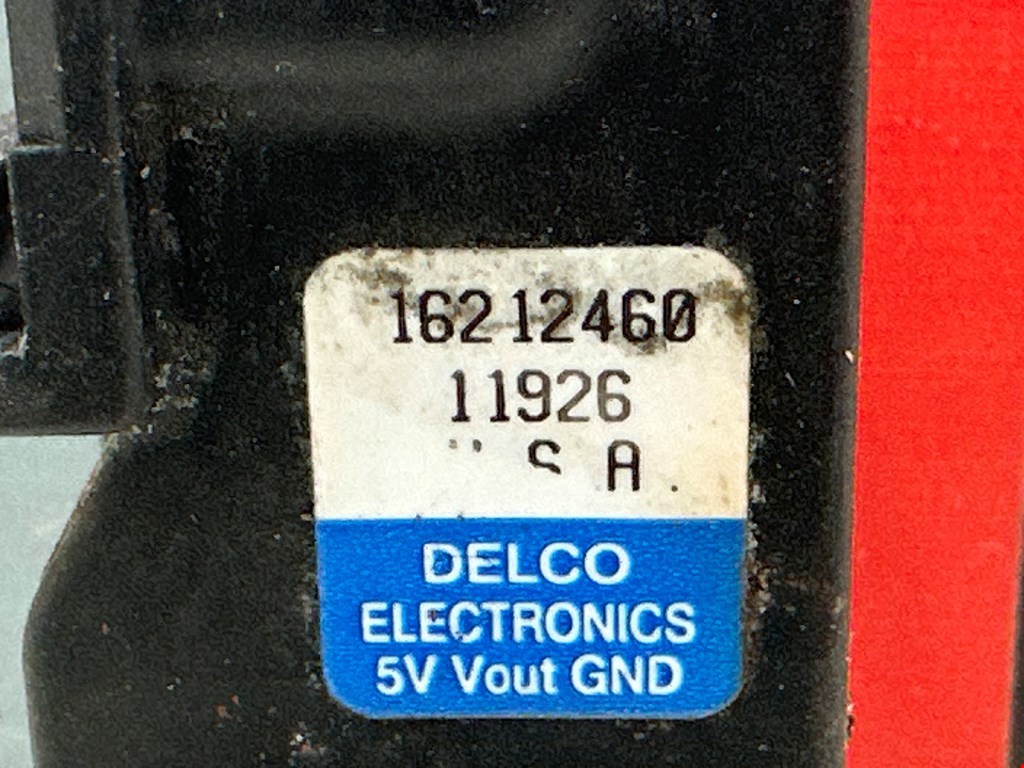 16212460
11926
U.S.A.
DELCO
ELECTRONICS
5V Vout GND